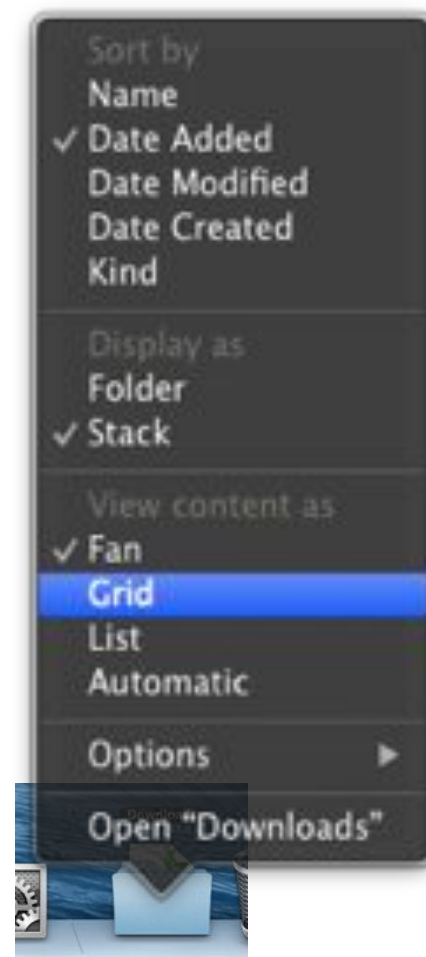 Sort by
Name
Date Added
Date Modified
Date Created
Kind
Display as
Folder
Stack
View content as
Fan
Grid
List
Automatic
Options
Open “Downloads”